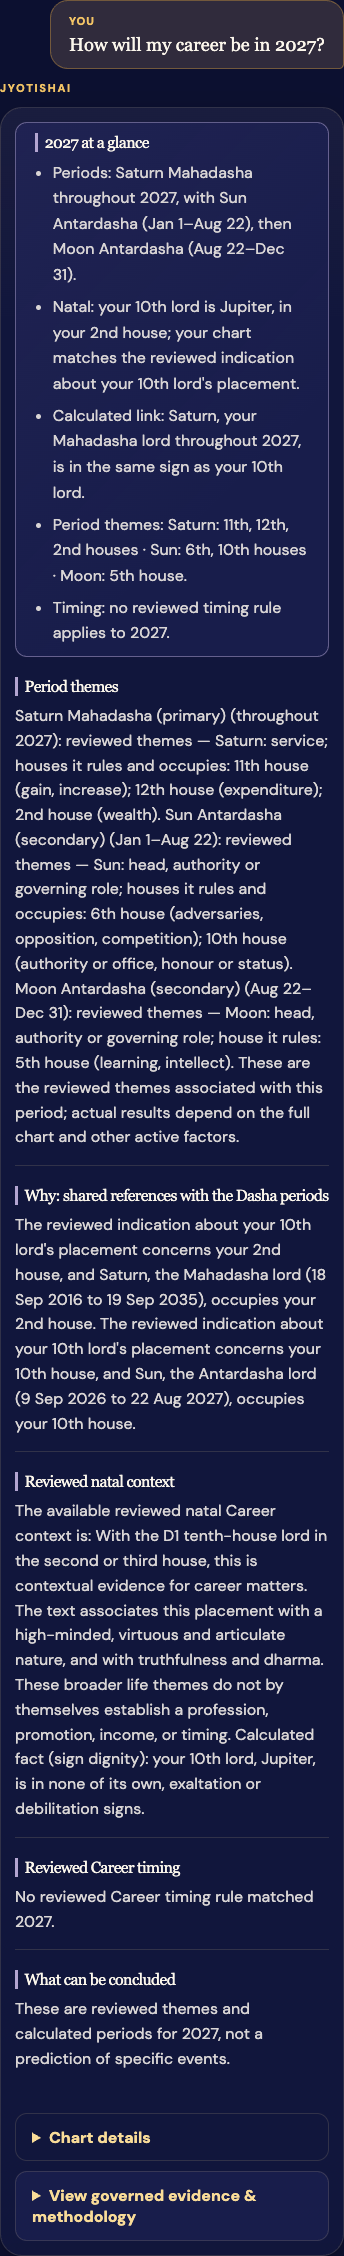 YOU
How will my career be in 2027?
JYOTISHAI
2027 at a glance
• Periods: Saturn Mahadasha
throughout 2027, with Sun
Antardasha (Jan 1–Aug 22), then
Moon Antardasha (Aug 22–Dec
31).
• Natal: your 10th lord is Jupiter, in
your 2nd house; your chart
matches the reviewed indication
about your 10th lord's placement.
• Calculated link: Saturn, your
Mahadasha lord throughout 2027,
is in the same sign as your 10th
lord.
• Period themes: Saturn: 11th, 12th,
2nd houses · Sun: 6th, 10th houses
· Moon: 5th house.
• Timing: no reviewed timing rule
applies to 2027.
Period themes
Saturn Mahadasha (primary) (throughout
2027): reviewed themes — Saturn: service;
houses it rules and occupies: 11th house
(gain, increase); 12th house (expenditure);
2nd house (wealth). Sun Antardasha
(secondary) (Jan 1–Aug 22): reviewed
themes — Sun: head, authority or
governing role; houses it rules and
occupies: 6th house (adversaries,
opposition, competition); 10th house
(authority or office, honour or status).
Moon Antardasha (secondary) (Aug 22–
Dec 31): reviewed themes — Moon: head,
authority or governing role; house it rules:
5th house (learning, intellect). These are
the reviewed themes associated with this
period; actual results depend on the full
chart and other active factors.
Why: shared references with the Dasha periods
The reviewed indication about your 10th
lord's placement concerns your 2nd
house, and Saturn, the Mahadasha lord (18
Sep 2016 to 19 Sep 2035), occupies your
2nd house. The reviewed indication about
your 10th lord's placement concerns your
10th house, and Sun, the Antardasha lord
(9 Sep 2026 to 22 Aug 2027), occupies
your 10th house.
Reviewed natal context
The available reviewed natal Career
context is: With the D1 tenth-house lord in
the second or third house, this is
contextual evidence for career matters.
The text associates this placement with a
high-minded, virtuous and articulate
nature, and with truthfulness and dharma.
These broader life themes do not by
themselves establish a profession,
promotion, income, or timing. Calculated
fact (sign dignity): your 10th lord, Jupiter,
is in none of its own, exaltation or
debilitation signs.
Reviewed Career timing
No reviewed Career timing rule matched
2027.
What can be concluded
These are reviewed themes and
calculated periods for 2027, not a
prediction of specific events.
▶ Chart details
▶ View governed evidence &
methodology